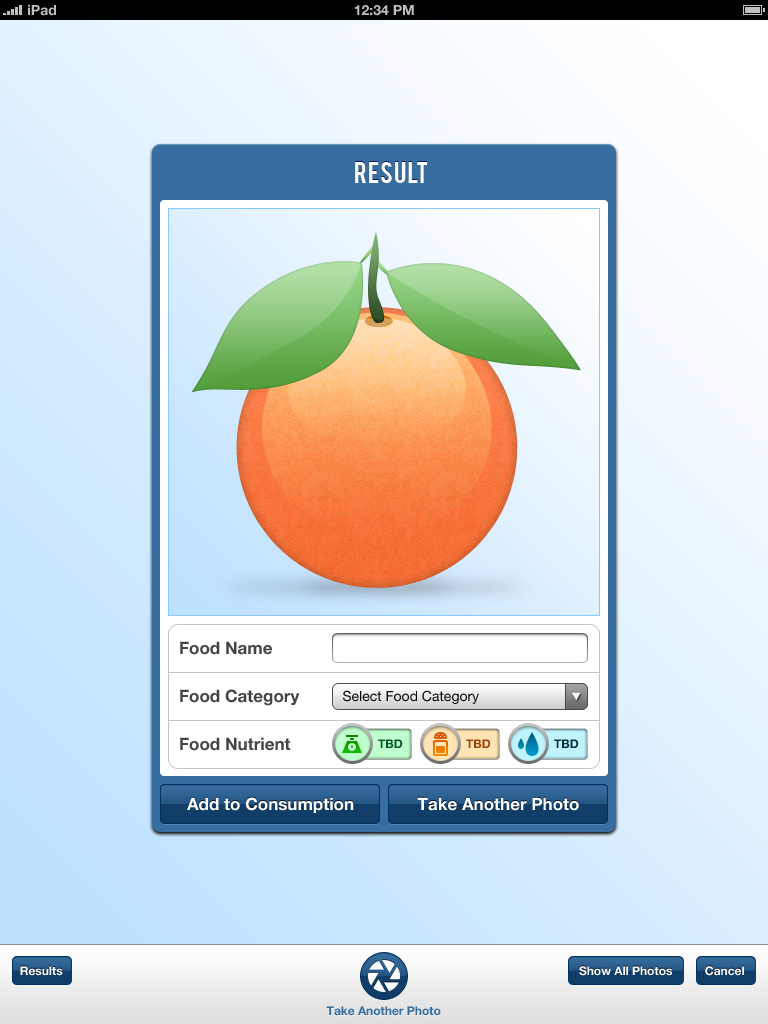 iPad
12:34 PM
RESULT
Food Name
Food Category
Select Food Category
Food Nutrient
TBD
TBD
TBD
Add to Consumption
Take Another Photo
Results
Take Another Photo
Show All Photos
Cancel